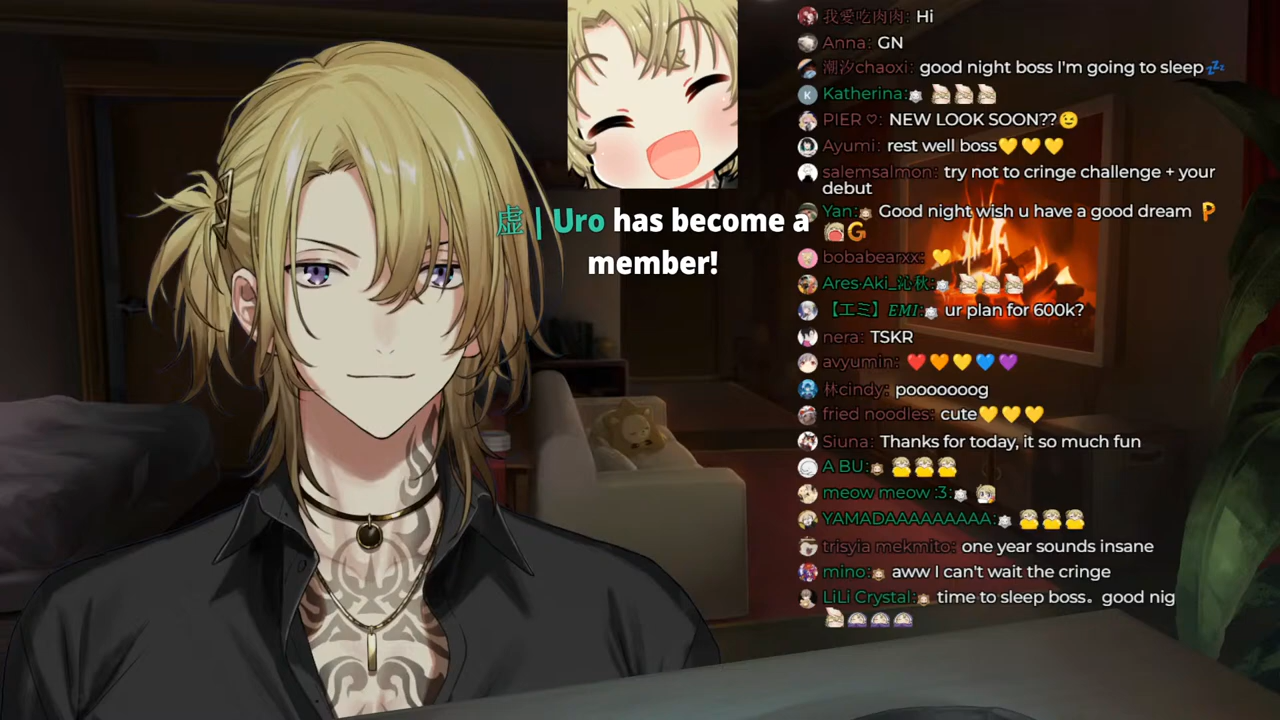 虚 | Uro has become a
member!
我愛吃肉肉: Hi
Anna: GN
潮汐chaoxi: good night boss I'm going to sleep💤
Katherina:
PIER ♡: NEW LOOK SOON??😉
Ayumi: rest well boss💛💛💛
salemsalmon: try not to cringe challenge + your
debut
Yan: Good night wish u have a good dream P
G
bobabearxx: 💛
Ares·Aki_沁秋:
【エミ】EMI: ur plan for 600k?
nera: TSKR
avyumin: ❤️🧡💛💙💜
林cindy: pooooooog
fried noodles: cute💛💛💛
Siuna: Thanks for today, it so much fun
A BU:
meow meow :3:
YAMADAAAAAAAAA:
trisyia mekmito: one year sounds insane
mino: aww I can't wait the cringe
LiLi Crystal: time to sleep boss。good nig